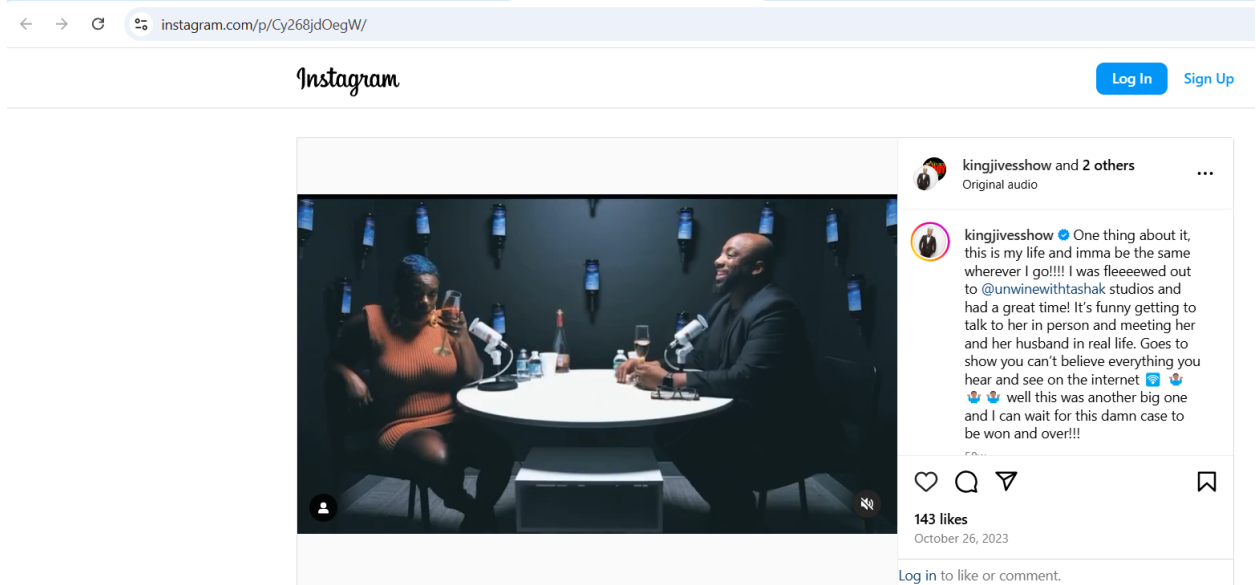 instagram.com/p/Cy268jdOegW/
Instagram
Log In
Sign Up
kingjivesshow and 2 others
Original audio
kingjivesshow One thing about it,
this is my life and imma be the same
wherever I go!!!! I was fleeeewed out
to @unwinewithtashak studios and
had a great time! It's funny getting to
talk to her in person and meeting her
and her husband in real life. Goes to
show you can't believe everything you
hear and see on the internet 🛜 🤷🏽‍♂️
🤷🏽‍♂️ 🤷🏽‍♂️ well this was another big one
and I can wait for this damn case to
be won and over!!!
143 likes
October 26, 2023
Log in to like or comment.